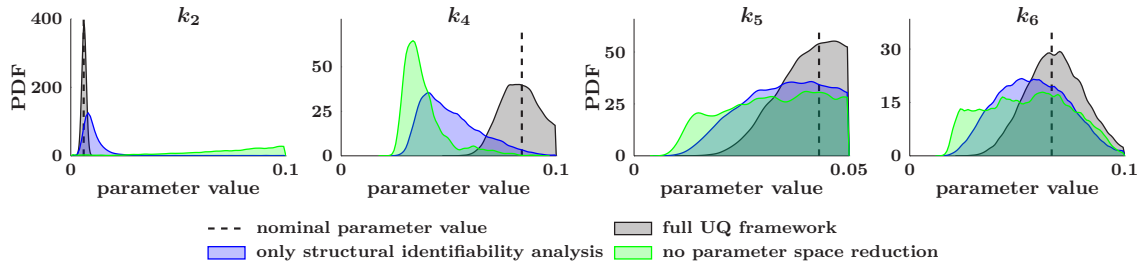 k₂ k₄ k₅ k₆
PDF 400 200 0 0 0.1 parameter value
50 25 0 0 0.1 parameter value
PDF 50 25 0 0 0.05 parameter value
30 15 0 0 0.1 parameter value
nominal parameter value
full UQ framework
only structural identifiability analysis
no parameter space reduction